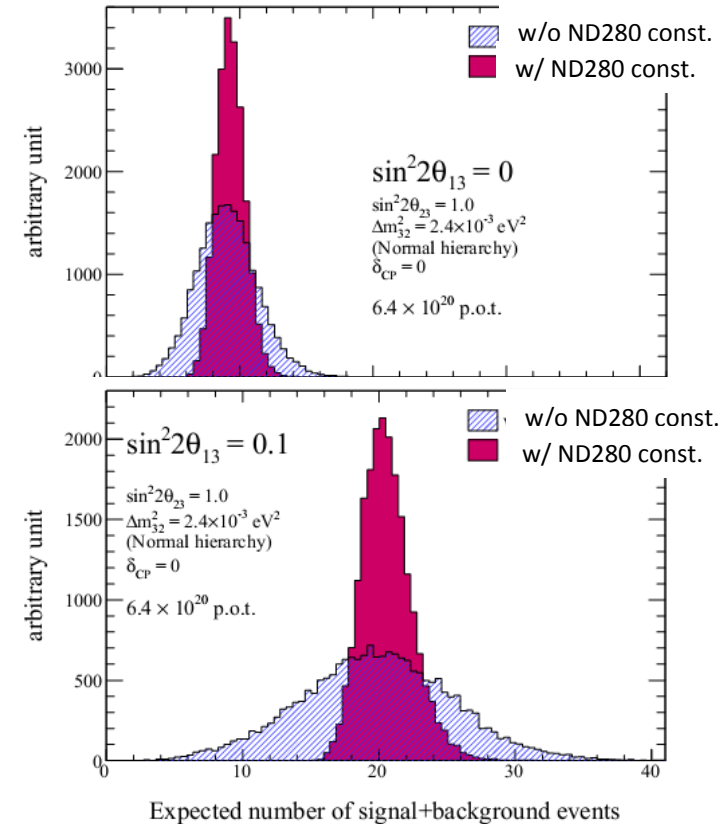 w/o ND280 const.
w/ ND280 const.
3000
2000
1000
0
arbitrary unit
sin²2θ₁₃ = 0
sin²2θ₂₃ = 1.0
Δm²₃₂ = 2.4×10⁻³ eV²
(Normal hierarchy)
δ_CP = 0
6.4 × 10²⁰ p.o.t.
w/o ND280 const.
w/ ND280 const.
2000
1500
1000
500
0
arbitrary unit
sin²2θ₁₃ = 0.1
sin²2θ₂₃ = 1.0
Δm²₃₂ = 2.4×10⁻³ eV²
(Normal hierarchy)
δ_CP = 0
6.4 × 10²⁰ p.o.t.
0 10 20 30 40
Expected number of signal+background events